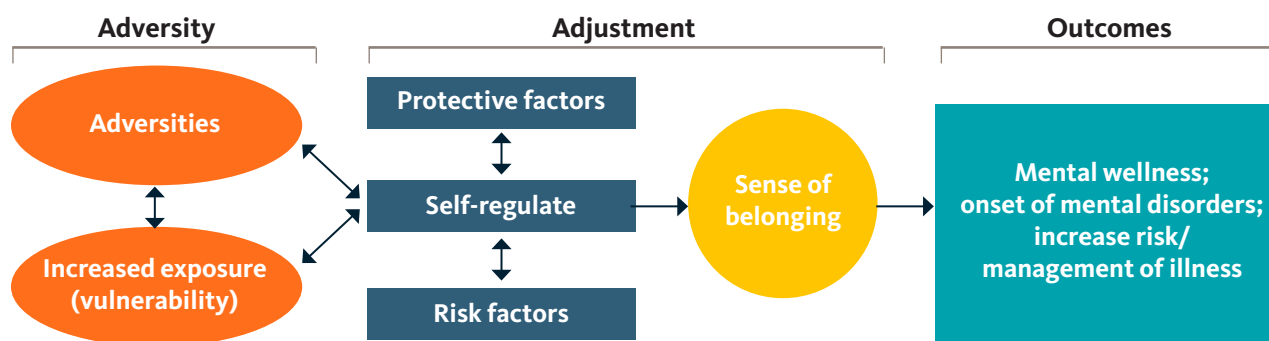 Adversity
Adjustment
Outcomes
Adversities
Increased exposure
(vulnerability)
Protective factors
Self-regulate
Risk factors
Sense of
belonging
Mental wellness;
onset of mental disorders;
increase risk/
management of illness